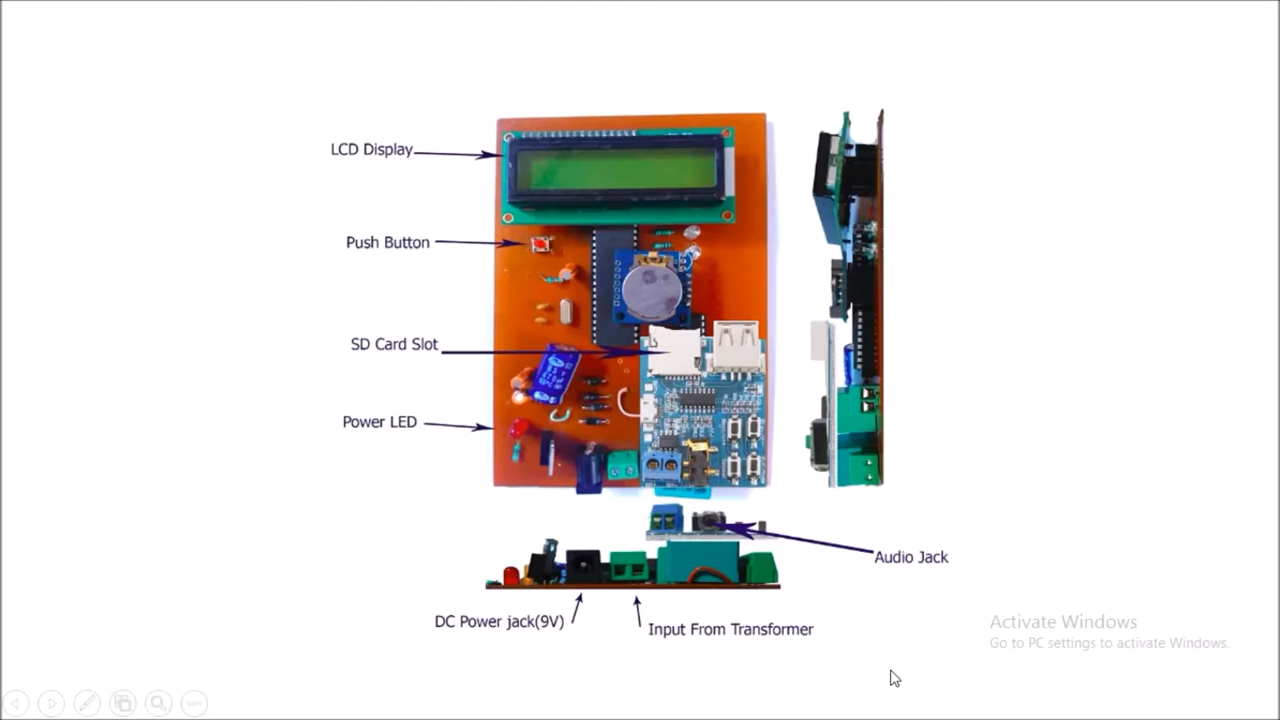 LCD Display
Push Button
SD Card Slot
Power LED
Audio Jack
DC Power jack(9V)
Input From Transformer
Activate Windows
Go to PC settings to activate Windows.